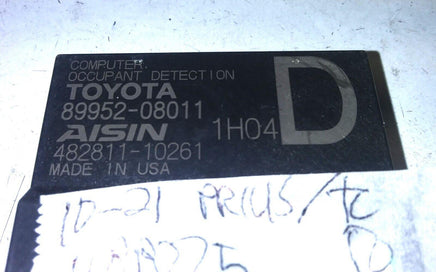 COMPUTER.
OCCUPANT DETECTION
TOYOTA
89952-08011
AISIN 1H04 D
482811-10261
MADE IN USA
10-21 PRIUS/tc